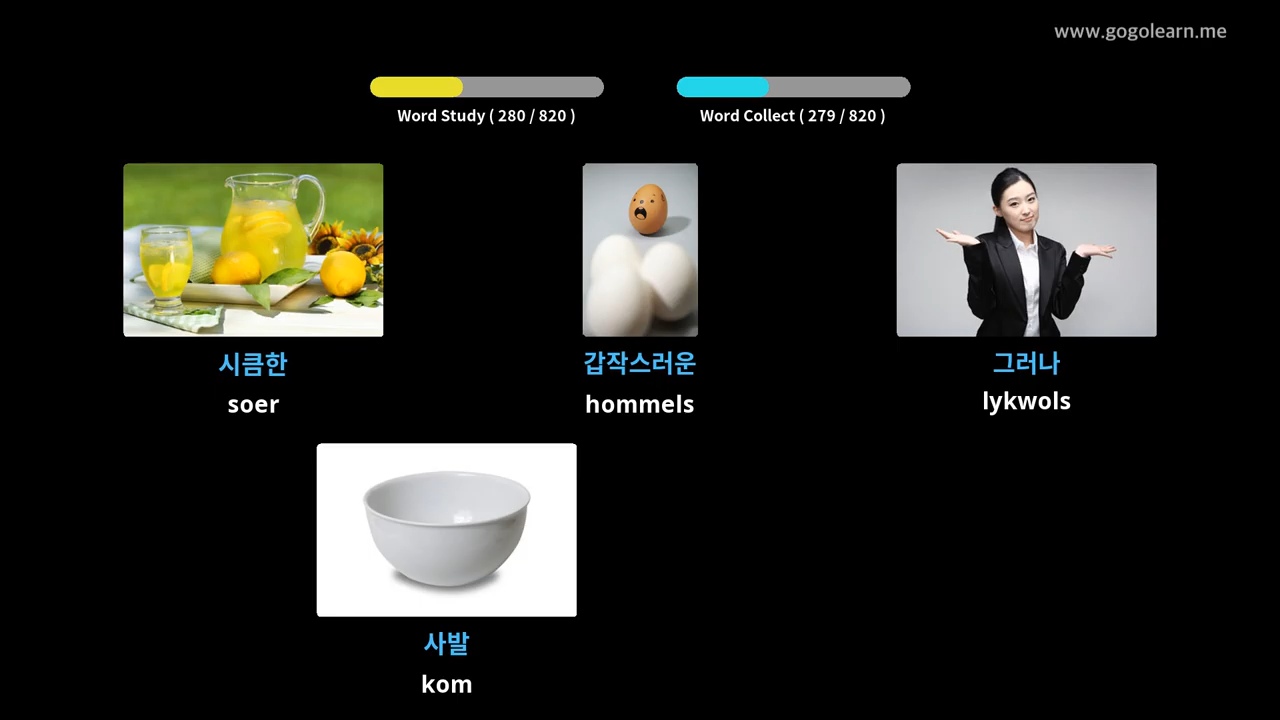 www.gogolearn.me
Word Study ( 280 / 820 )
Word Collect ( 279 / 820 )
시큼한
soer
갑작스러운
hommels
그러나
lykwols
사발
kom